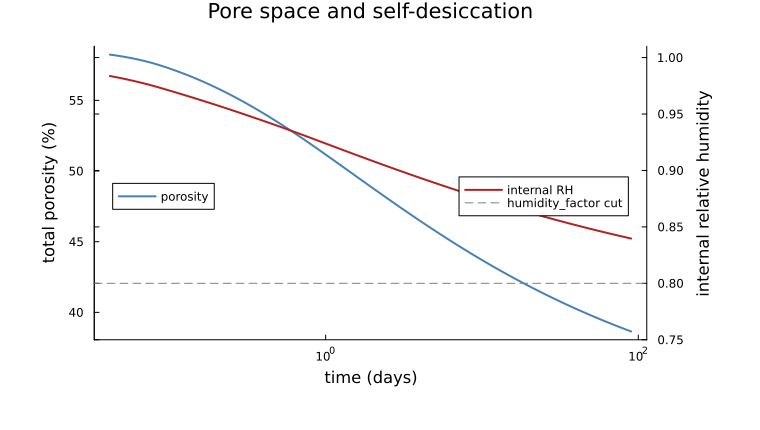 Pore space and self-desiccation
total porosity (%)
55
50
45
40
porosity
internal RH
humidity_factor cut
1.00
0.95
0.90
0.85
0.80
0.75
internal relative humidity
10⁰
10²
time (days)